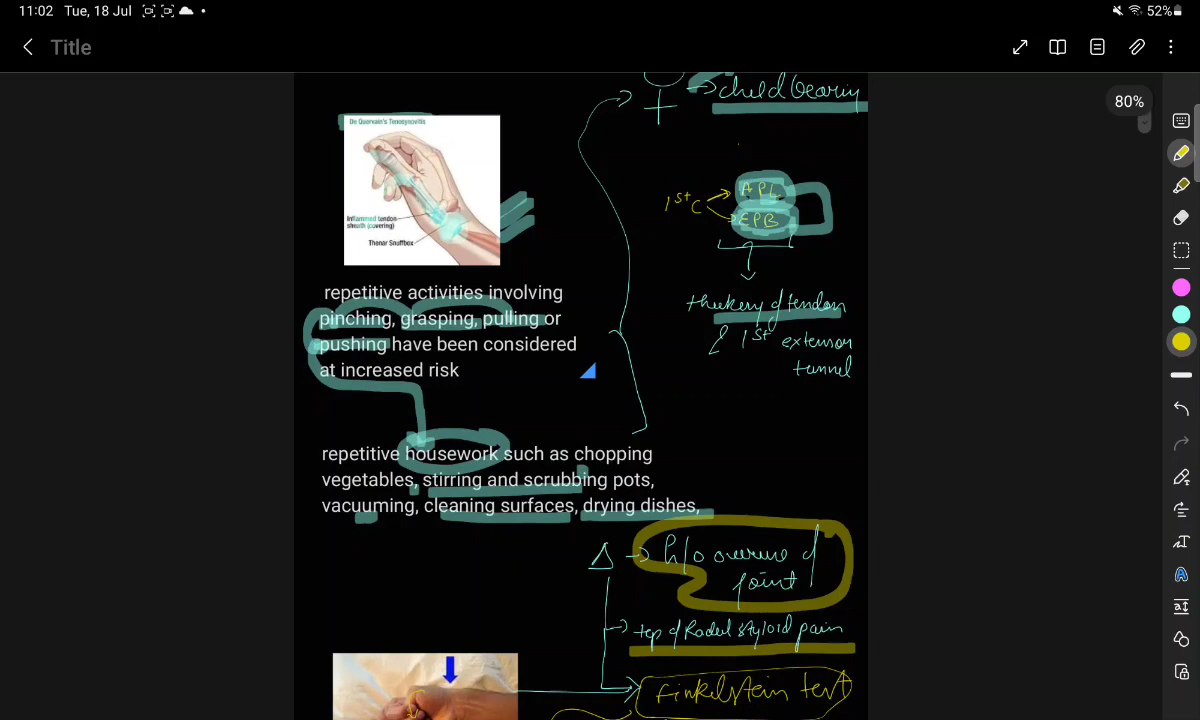 11:02 Tue, 18 Jul
52%
Title
80%
→ child bearing
De Quervain's Tenosynovitis
Inflammed tendon
sheath (covering)
Thenar Snuffbox
1st C
APL
EPB
of tendon
& 1st extensor
tunnel
repetitive activities involving
pinching, grasping, pulling or
pushing have been considered
at increased risk
repetitive housework such as chopping
vegetables, stirring and scrubbing pots,
vacuuming, cleaning surfaces, drying dishes,
Δ → h/o overuse of
joint
→ tip of Radial styloid pain
Finkelstein test